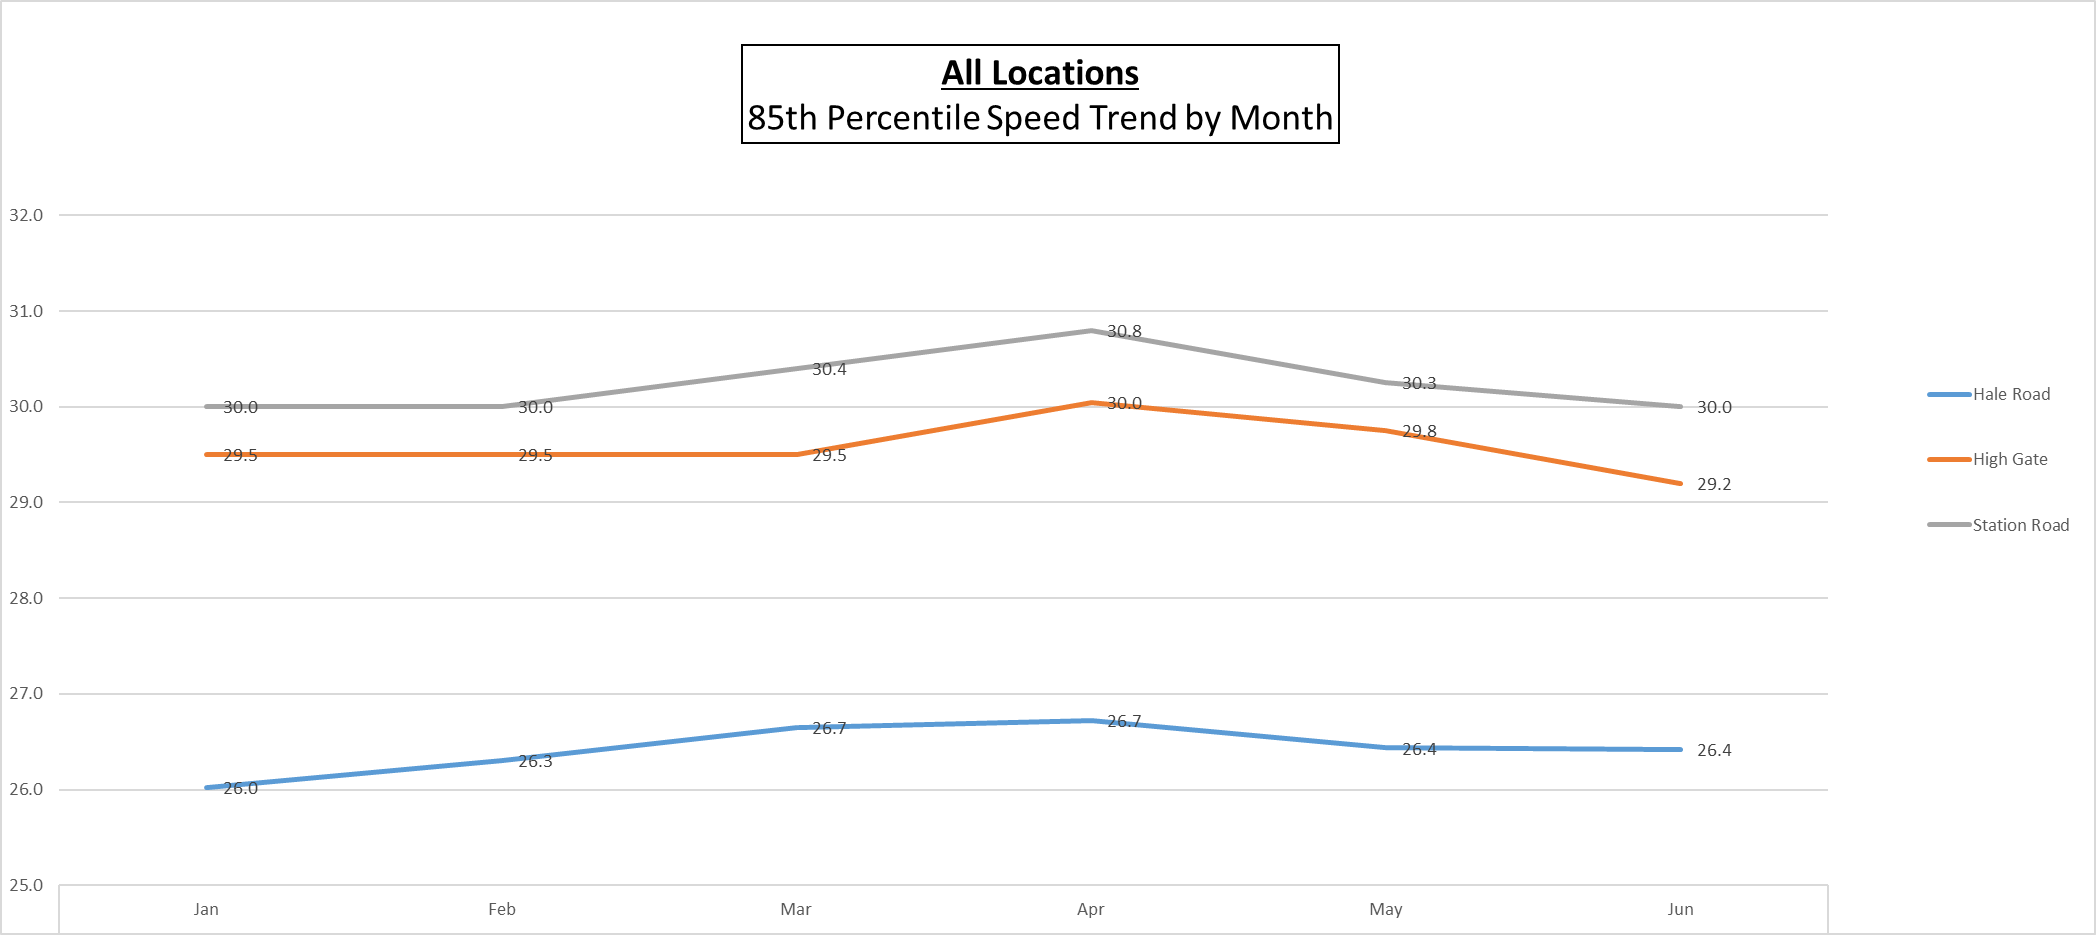 All Locations
85th Percentile Speed Trend by Month
32.0
31.0
30.0
29.0
28.0
27.0
26.0
25.0
30.0
30.0
30.4
30.8
30.3
30.0
29.5
29.5
29.5
30.0
29.8
29.2
26.0
26.3
26.7
26.7
26.4
26.4
Jan
Feb
Mar
Apr
May
Jun
Hale Road
High Gate
Station Road